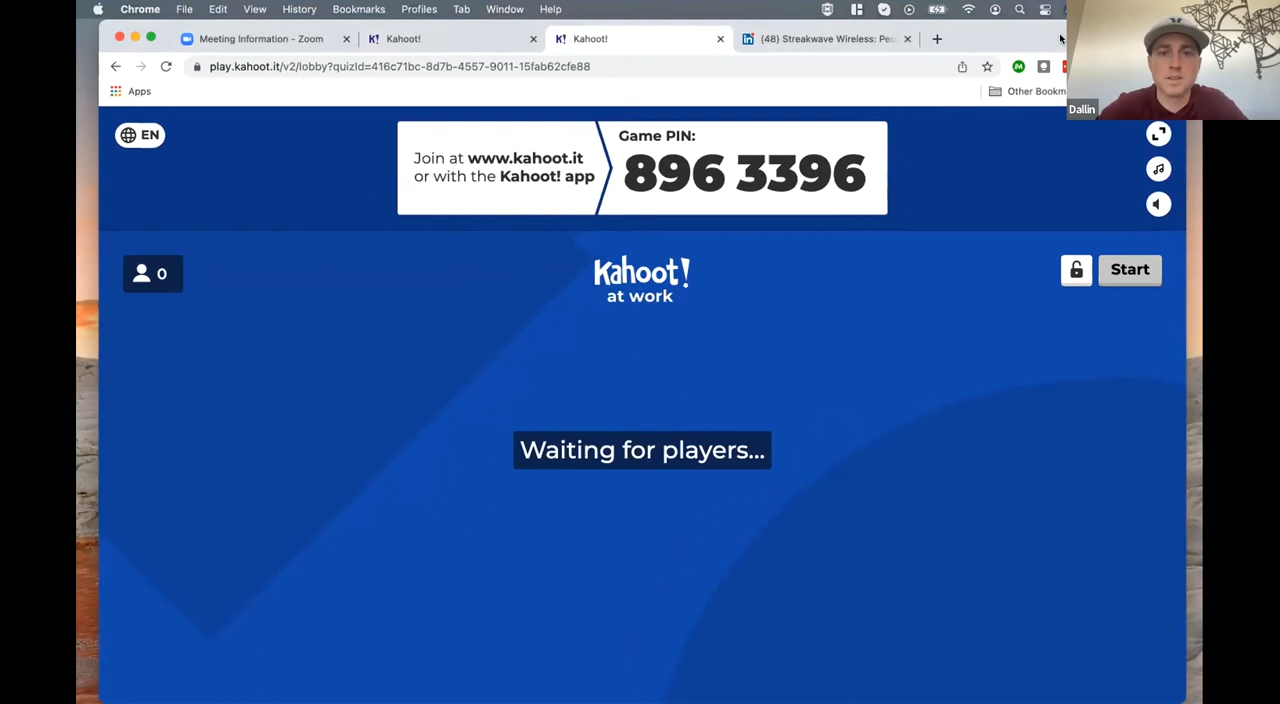 Chrome File Edit View History Bookmarks Profiles Tab Window Help
Meeting Information - Zoom
Kahoot!
Kahoot!
(48) Streakwave Wireless: Peo
play.kahoot.it/v2/lobby?quizId=416c71bc-8d7b-4557-9011-15fab62cfe88
Apps
Other Bookm
Dallin
EN
Join at www.kahoot.it
or with the Kahoot! app
Game PIN:
896 3396
0
Kahoot!
at work
Start
Waiting for players...